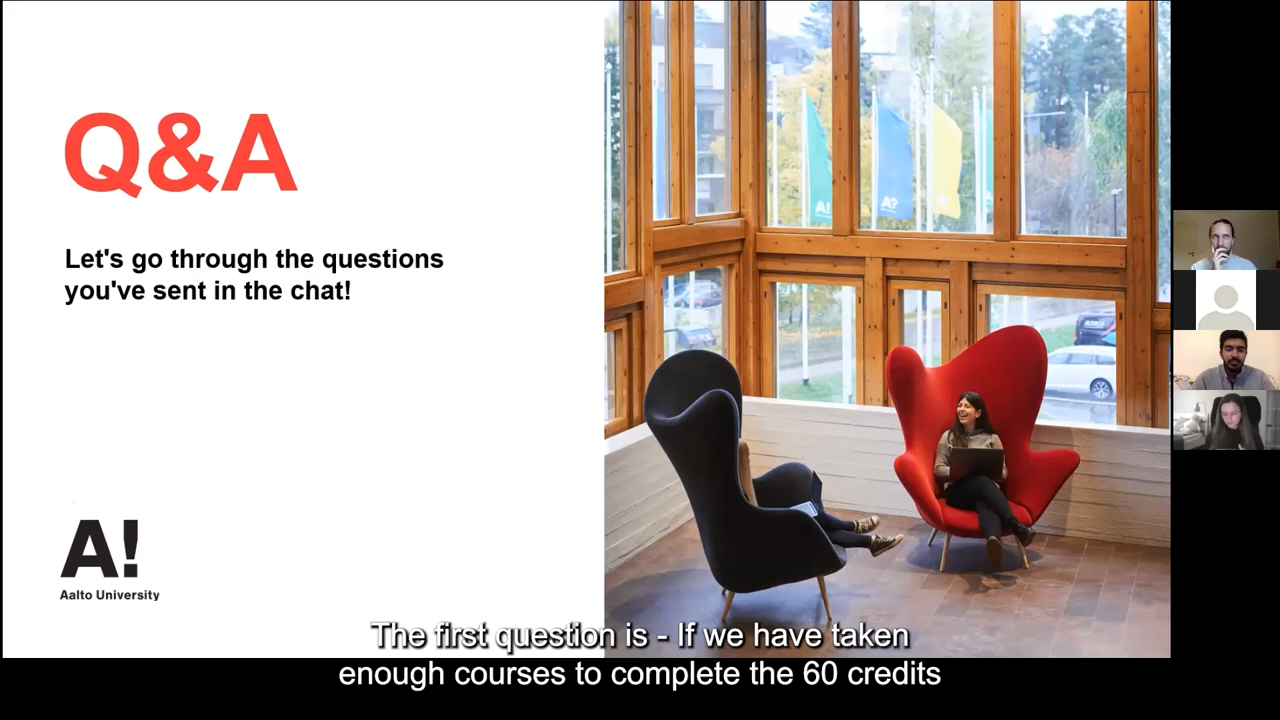 Q&A
Let's go through the questions
you've sent in the chat!
A!
Aalto University
A!
A?
The first question is - If we have taken
enough courses to complete the 60 credits